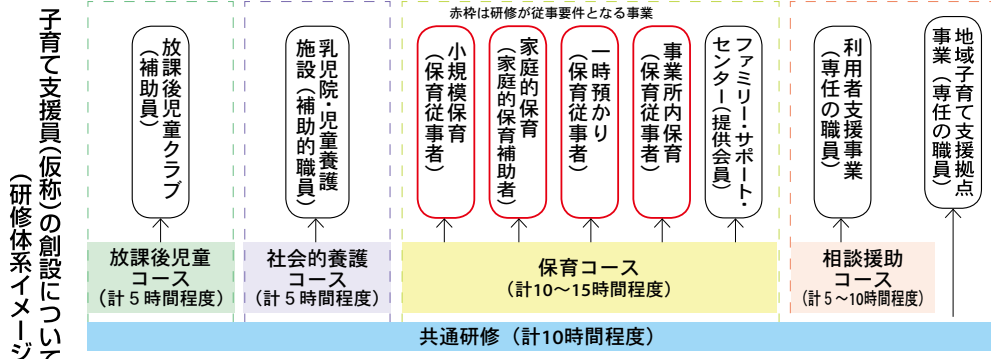 子育て支援員(仮称)の創設について
(研修体系イメージ
赤枠は研修が従事要件となる事業
放課後児童クラブ
(補助員)
乳児院・児童養護
施設(補助的職員)
小規模保育
(保育従事者)
家庭的保育
(家庭的保育補助者)
一時預かり
(保育従事者)
事業所内保育
(保育従事者)
ファミリー・サポート・
センター(提供会員)
利用者支援事業
(専任の職員)
地域子育て支援拠点
事業(専任の職員)
放課後児童
コース
(計5時間程度)
社会的養護
コース
(計5時間程度)
保育コース
(計10〜15時間程度)
相談援助
コース
(計5〜10時間程度)
共通研修(計10時間程度)